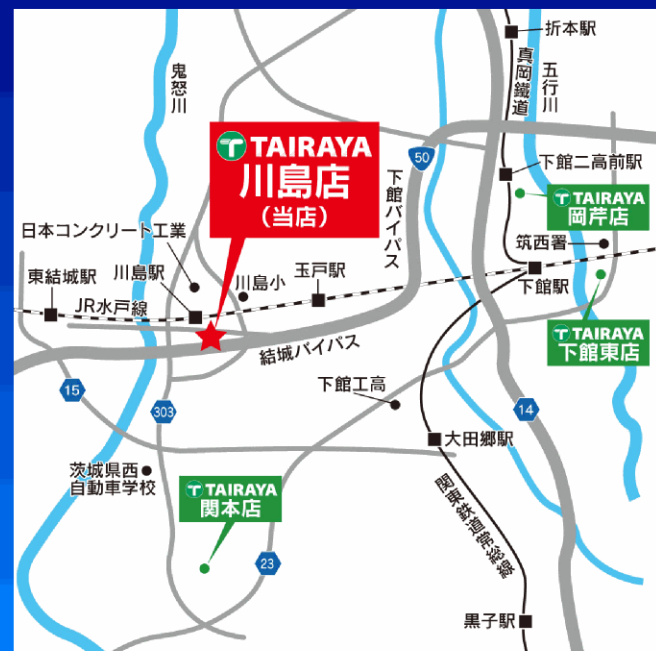 折本駅
真岡鐵道
五行川
鬼怒川
TAIRAYA
川島店
(当店)
50
下館バイパス
下館二高前駅
TAIRAYA
岡芹店
日本コンクリート工業
筑西署
東結城駅
川島駅
川島小
玉戸駅
下館駅
JR水戸線
TAIRAYA
下館東店
結城バイパス
15
303
下館工高
14
大田郷駅
茨城県西
自動車学校
TAIRAYA
関本店
関東鉄道常総線
23
黒子駅